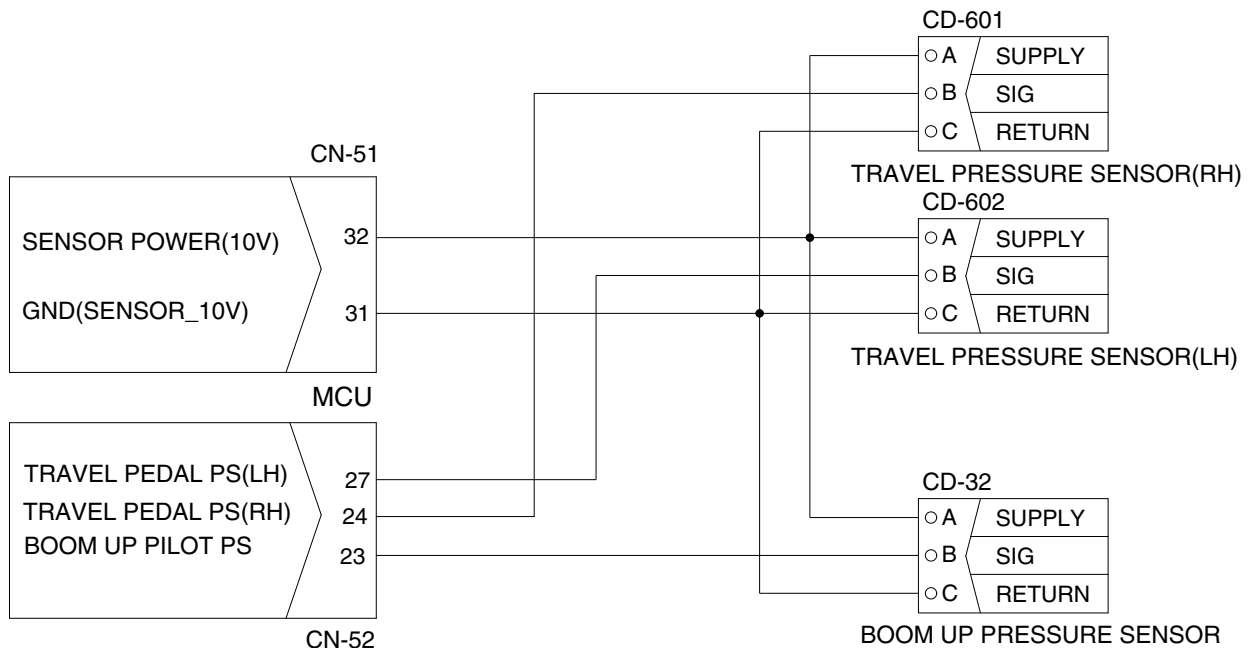 CD-601
A SUPPLY
B SIG
C RETURN
TRAVEL PRESSURE SENSOR(RH)
CN-51
SENSOR POWER(10V) 32
GND(SENSOR_10V) 31
MCU
CD-602
A SUPPLY
B SIG
C RETURN
TRAVEL PRESSURE SENSOR(LH)
TRAVEL PEDAL PS(LH) 27
TRAVEL PEDAL PS(RH) 24
BOOM UP PILOT PS 23
CN-52
CD-32
A SUPPLY
B SIG
C RETURN
BOOM UP PRESSURE SENSOR